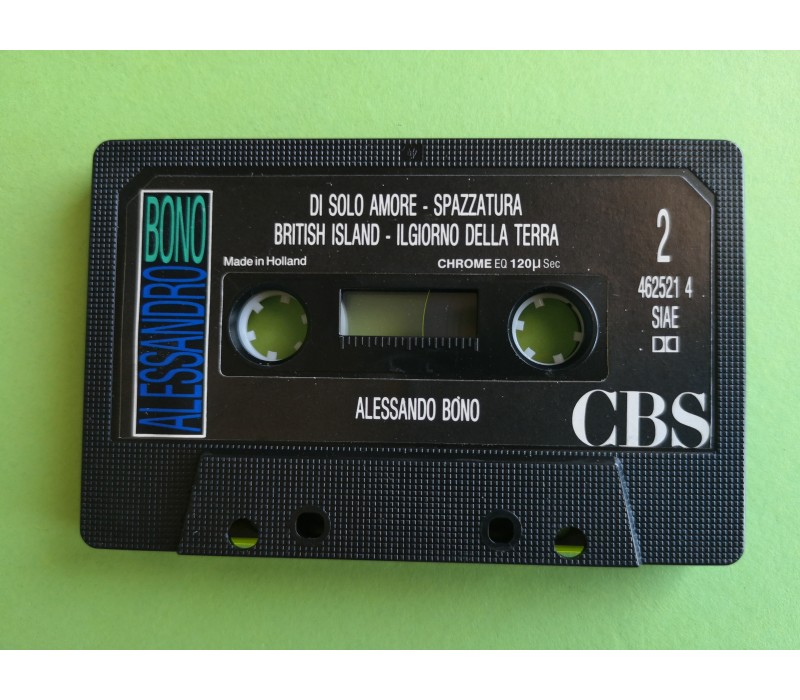 ALESSANDRO BONO
DI SOLO AMORE - SPAZZATURA
BRITISH ISLAND - ILGIORNO DELLA TERRA
Made in Holland
CHROME EQ 120µ Sec
2
462521 4
SIAE
ALESSANDO BONO
CBS